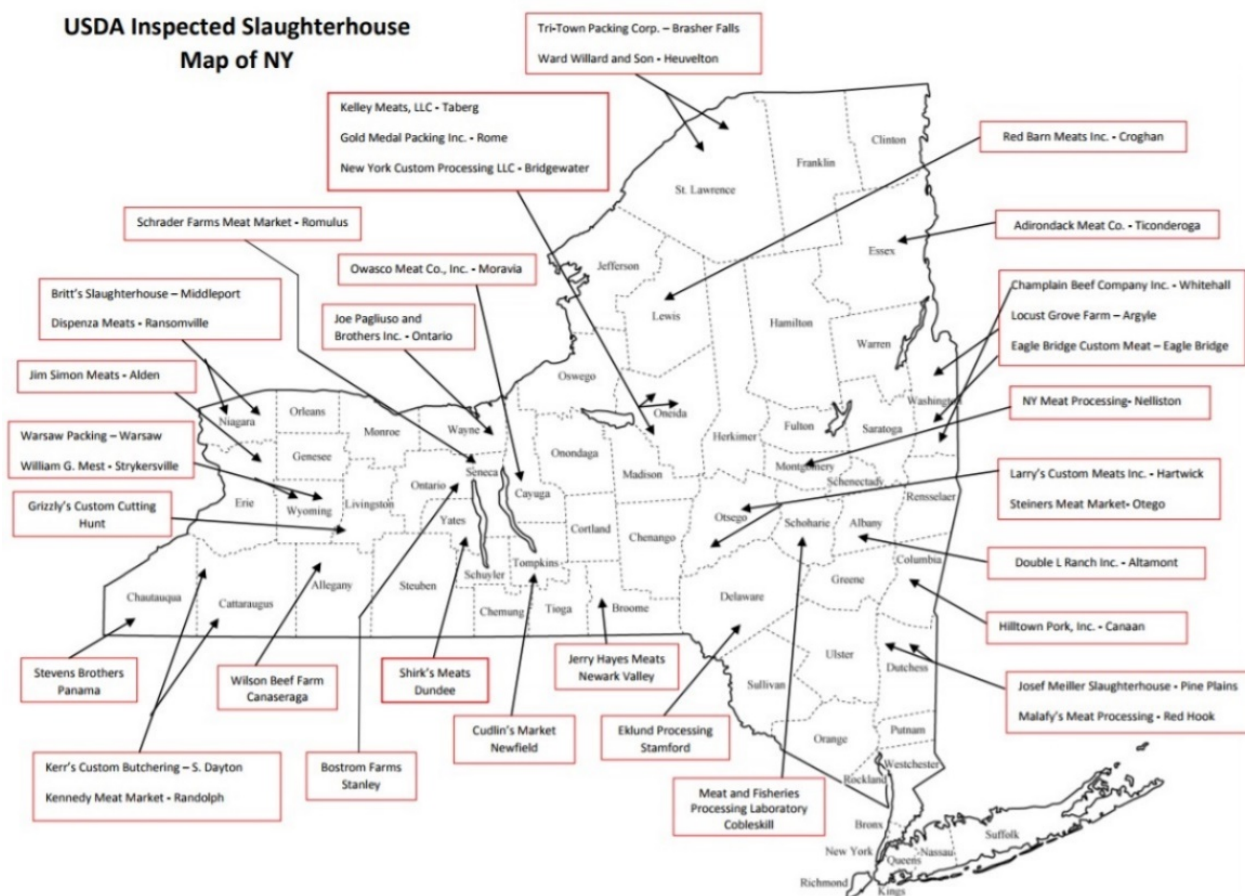 USDA Inspected Slaughterhouse
Map of NY
Tri-Town Packing Corp. – Brasher Falls
Ward Willard and Son - Heuvelton
Kelley Meats, LLC - Taberg
Gold Medal Packing Inc. - Rome
New York Custom Processing LLC - Bridgewater
Red Barn Meats Inc. - Croghan
Schrader Farms Meat Market - Romulus
Adirondack Meat Co. - Ticonderoga
Owasco Meat Co., Inc. - Moravia
Champlain Beef Company Inc. - Whitehall
Locust Grove Farm – Argyle
Eagle Bridge Custom Meat – Eagle Bridge
Britt's Slaughterhouse – Middleport
Dispenza Meats - Ransomville
Joe Pagliuso and
Brothers Inc. - Ontario
Jim Simon Meats - Alden
NY Meat Processing- Nelliston
Warsaw Packing – Warsaw
William G. Mest - Strykersville
Larry's Custom Meats Inc. - Hartwick
Steiners Meat Market- Otego
Grizzly's Custom Cutting
Hunt
Double L Ranch Inc. - Altamont
Hilltown Pork, Inc. - Canaan
Stevens Brothers
Panama
Wilson Beef Farm
Canaseraga
Shirk's Meats
Dundee
Jerry Hayes Meats
Newark Valley
Josef Meiller Slaughterhouse - Pine Plains
Malafy's Meat Processing - Red Hook
Cudlin's Market
Newfield
Eklund Processing
Stamford
Kerr's Custom Butchering – S. Dayton
Kennedy Meat Market - Randolph
Bostrom Farms
Stanley
Meat and Fisheries
Processing Laboratory
Cobleskill
Clinton
Franklin
St. Lawrence
Essex
Jefferson
Lewis
Hamilton
Warren
Oswego
Oneida
Washington
Niagara
Orleans
Monroe
Wayne
Fulton
Saratoga
Herkimer
Genesee
Onondaga
Madison
Montgomery
Schenectady
Seneca
Ontario
Cayuga
Rensselaer
Erie
Wyoming
Livingston
Yates
Cortland
Otsego
Schoharie
Albany
Chenango
Columbia
Tompkins
Schuyler
Allegany
Steuben
Greene
Chautauqua
Cattaraugus
Chemung
Tioga
Broome
Delaware
Ulster
Dutchess
Sullivan
Orange
Putnam
Westchester
Rockland
Bronx
Suffolk
New York
Nassau
Queens
Richmond
Kings